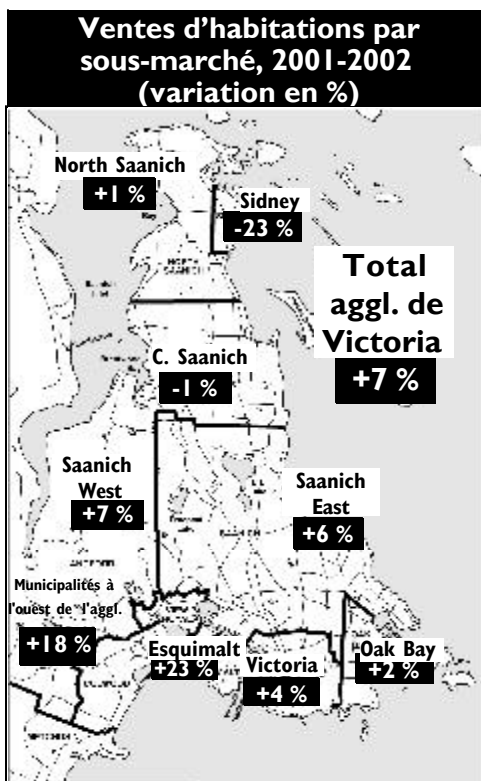 Ventes d'habitations par
sous-marché, 2001-2002
(variation en %)
North Saanich
+1 %
Sidney
-23 %
NORTH
SAANICH
Total
aggl. de
Victoria
+7 %
C. Saanich
-1 %
Saanich
West
+7 %
Saanich
East
+6 %
Municipalités à
l'ouest de l'aggl.
+18 %
Esquimalt
+23 %
Victoria
+4 %
Oak Bay
+2 %